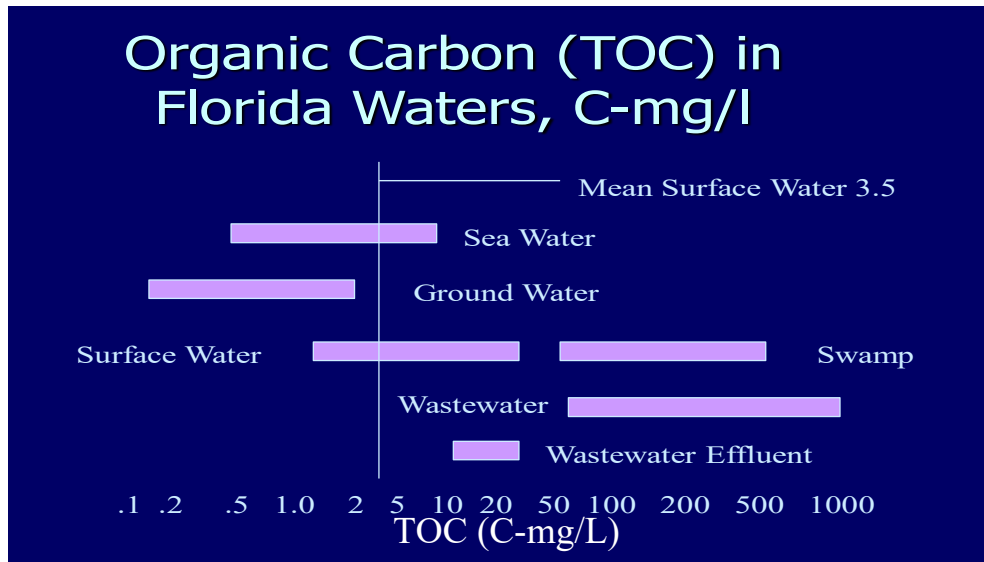 Organic Carbon (TOC) in
Florida Waters, C-mg/l
Mean Surface Water 3.5
Sea Water
Ground Water
Surface Water
Swamp
Wastewater
Wastewater Effluent
.1 .2 .5 1.0 2 5 10 20 50 100 200 500 1000
TOC (C-mg/L)